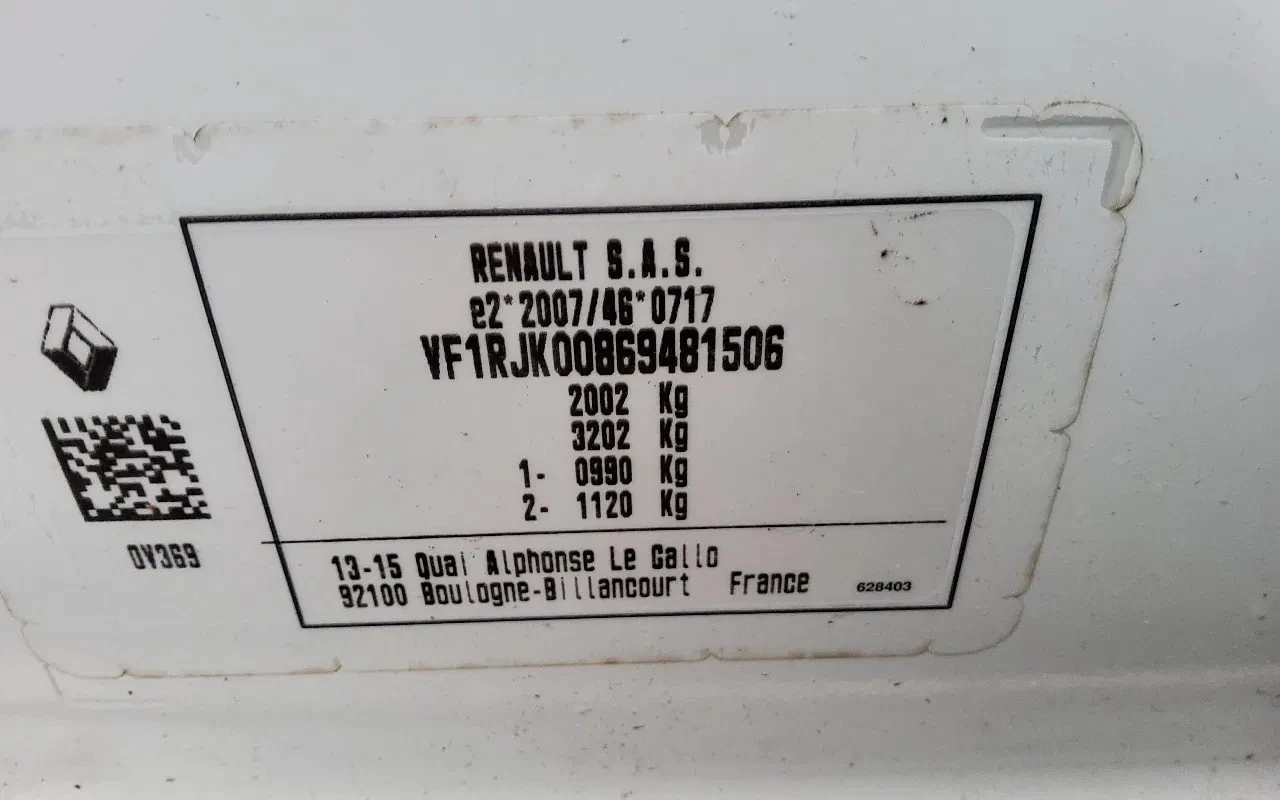 RENAULT S.A.S.
e2*2007/46*0717
VF1RJK00869481506
2002 Kg
3202 Kg
1- 0990 Kg
2- 1120 Kg
0V369
13-15 Quai Alphonse Le Gallo
92100 Boulogne-Billancourt France
628403